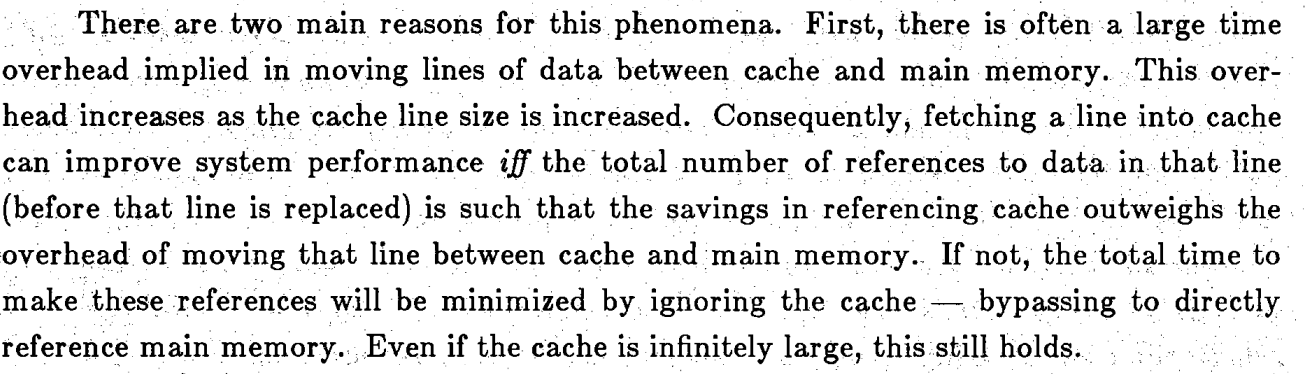 There are two main reasons for this phenomena. First, there is often a large time
overhead implied in moving lines of data between cache and main memory. This over-
head increases as the cache line size is increased. Consequently, fetching a line into cache
can improve system performance iff the total number of references to data in that line
(before that line is replaced) is such that the savings in referencing cache outweighs the
overhead of moving that line between cache and main memory. If not, the total time to
make these references will be minimized by ignoring the cache — bypassing to directly
reference main memory. Even if the cache is infinitely large, this still holds.